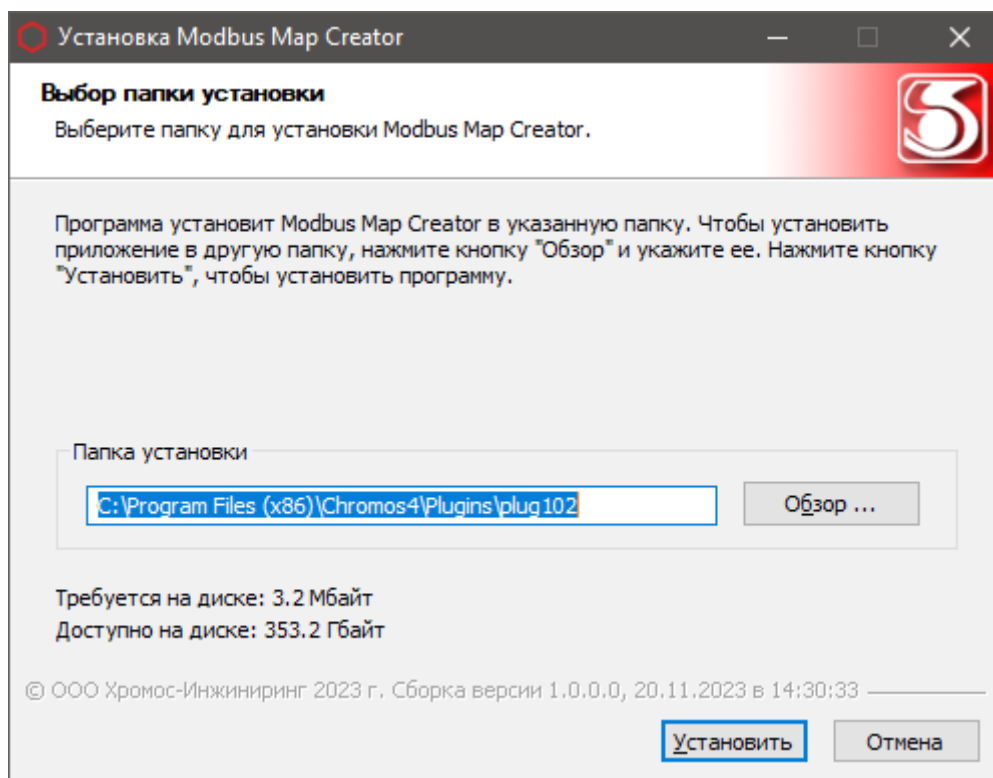 Установка Modbus Map Creator
Выбор папки установки
Выберите папку для установки Modbus Map Creator.
Программа установит Modbus Map Creator в указанную папку. Чтобы установить
приложение в другую папку, нажмите кнопку "Обзор" и укажите ее. Нажмите кнопку
"Установить", чтобы установить программу.
Папка установки
C:\Program Files (x86)\Chromos4\Plugins\plug102
Обзор ...
Требуется на диске: 3.2 Мбайт
Доступно на диске: 353.2 Гбайт
© ООО Хромос-Инжиниринг 2023 г. Сборка версии 1.0.0.0, 20.11.2023 в 14:30:33
Установить
Отмена